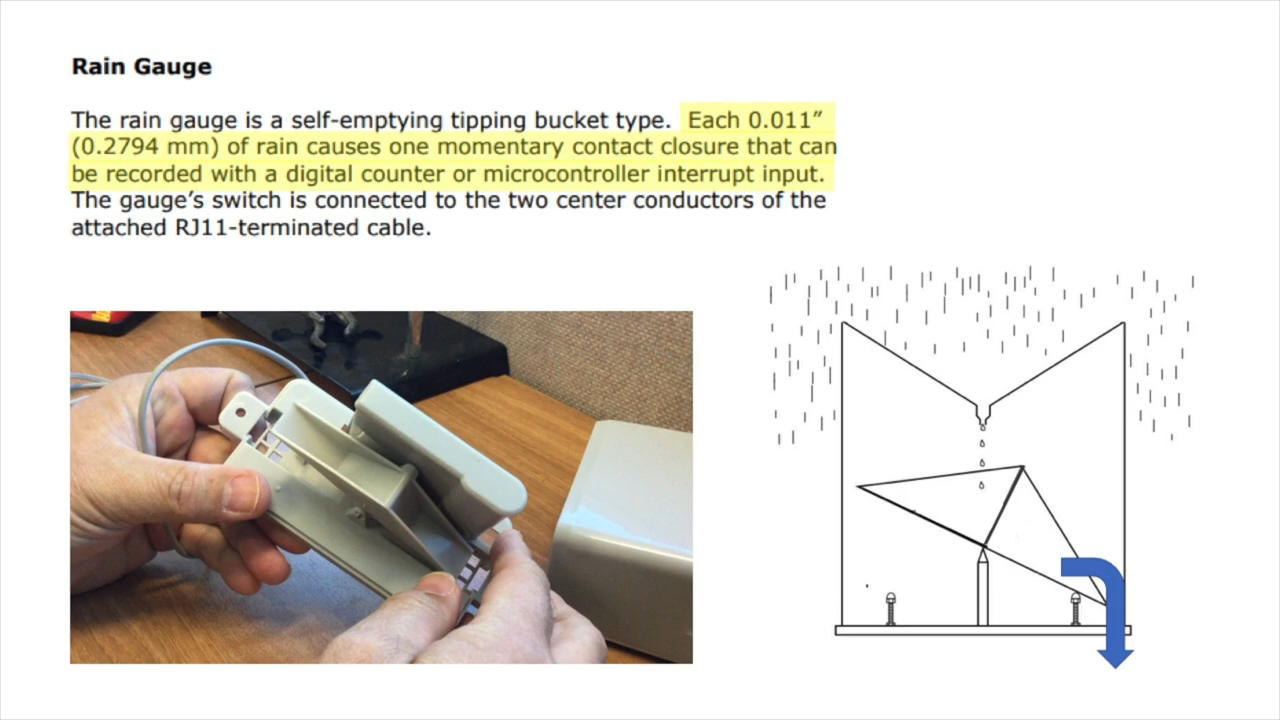 Rain Gauge
The rain gauge is a self-emptying tipping bucket type. Each 0.011”
(0.2794 mm) of rain causes one momentary contact closure that can
be recorded with a digital counter or microcontroller interrupt input.
The gauge’s switch is connected to the two center conductors of the
attached RJ11-terminated cable.